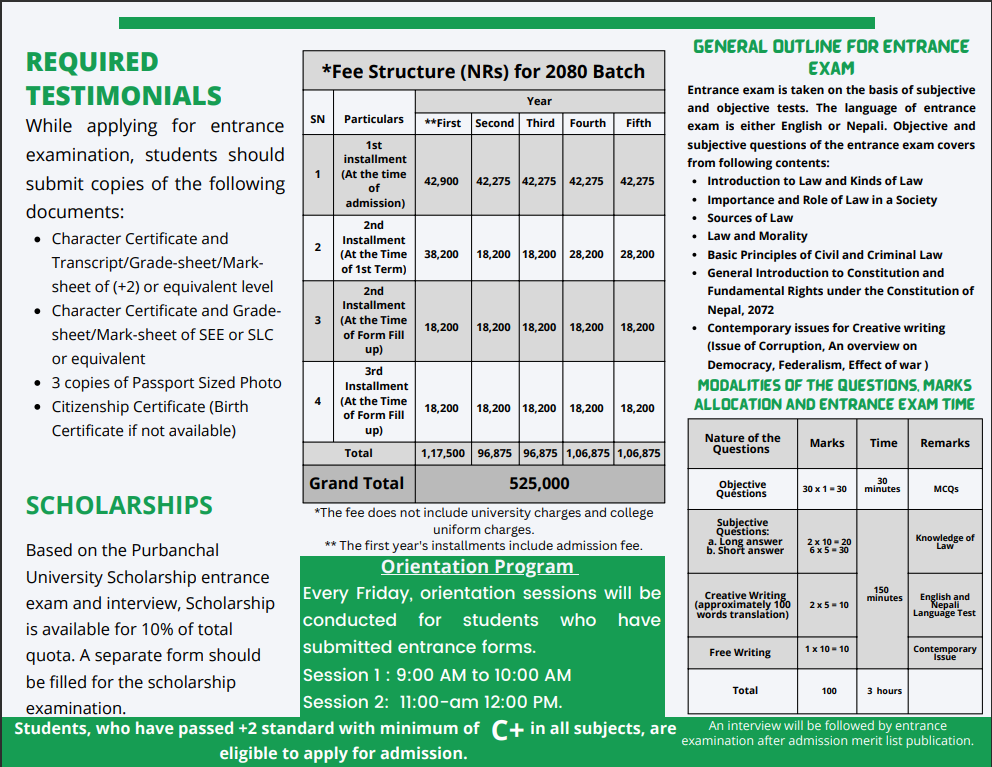 REQUIRED
TESTIMONIALS
While applying for entrance
examination, students should
submit copies of the following
documents:
• Character Certificate and
Transcript/Grade-sheet/Mark-
sheet of (+2) or equivalent level
• Character Certificate and Grade-
sheet/Mark-sheet of SEE or SLC
or equivalent
• 3 copies of Passport Sized Photo
• Citizenship Certificate (Birth
Certificate if not available)
SCHOLARSHIPS
Based on the Purbanchal
University Scholarship entrance
exam and interview, Scholarship
is available for 10% of total
quota. A separate form should
be filled for the scholarship
examination.
*Fee Structure (NRs) for 2080 Batch
SN Particulars Year
**First Second Third Fourth Fifth
1st
installment
(At the time
of
admission)
1 42,900 42,275 42,275 42,275 42,275
2nd
Installment
(At the Time
of 1st Term)
2 38,200 18,200 18,200 28,200 28,200
2nd
Installment
(At the Time
of Form Fill
up)
3 18,200 18,200 18,200 18,200 18,200
3rd
Installment
(At the Time
of Form Fill
up)
4 18,200 18,200 18,200 18,200 18,200
Total 1,17,500 96,875 96,875 1,06,875 1,06,875
Grand Total 525,000
*The fee does not include university charges and college
uniform charges.
** The first year's installments include admission fee.
Orientation Program
Every Friday, orientation sessions will be
conducted for students who have
submitted entrance forms.
Session 1 : 9:00 AM to 10:00 AM
Session 2: 11:00-am 12:00 PM.
GENERAL OUTLINE FOR ENTRANCE
EXAM
Entrance exam is taken on the basis of subjective
and objective tests. The language of entrance
exam is either English or Nepali. Objective and
subjective questions of the entrance exam covers
from following contents:
• Introduction to Law and Kinds of Law
• Importance and Role of Law in a Society
• Sources of Law
• Law and Morality
• Basic Principles of Civil and Criminal Law
• General Introduction to Constitution and
Fundamental Rights under the Constitution of
Nepal, 2072
• Contemporary issues for Creative writing
(Issue of Corruption, An overview on
Democracy, Federalism, Effect of war )
MODALITIES OF THE QUESTIONS, MARKS
ALLOCATION AND ENTRANCE EXAM TIME
Nature of the
Questions
Marks Time Remarks
Objective
Questions
30 x 1 = 30
30
minutes
MCQs
Subjective
Questions:
a. Long answer
b. Short answer
2 x 10 = 20
6 x 5 = 30
150
minutes
Knowledge of
Law
Creative Writing
(approximately 100
words translation)
2 x 5 = 10
English and
Nepali
Language Test
Free Writing
1 x 10 = 10
Contemporary
Issue
Total 100 3 hours
Students, who have passed +2 standard with minimum of C+ in all subjects, are
eligible to apply for admission.
An interview will be followed by entrance
examination after admission merit list publication.